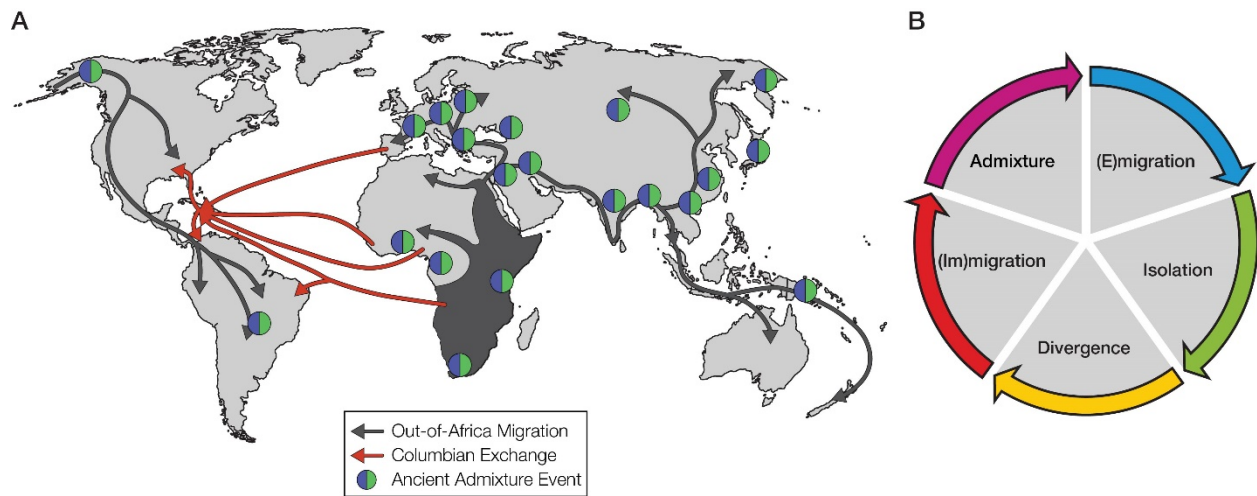 A
B
Admixture
(E)migration
(Im)migration
Isolation
Divergence
Out-of-Africa Migration
Columbian Exchange
Ancient Admixture Event